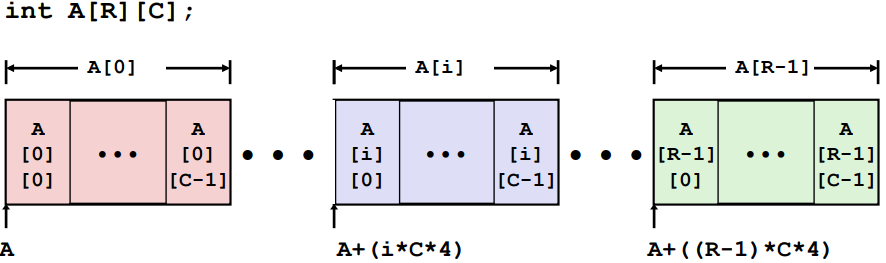 int A[R][C];
A[0] A[i] A[R-1]
A A A A A A
[0] ••• [0] • • • [i] ••• [i] • • • [R-1] ••• [R-1]
[0] [C-1] [0] [C-1] [0] [C-1]
A A+(i*C*4) A+((R-1)*C*4)